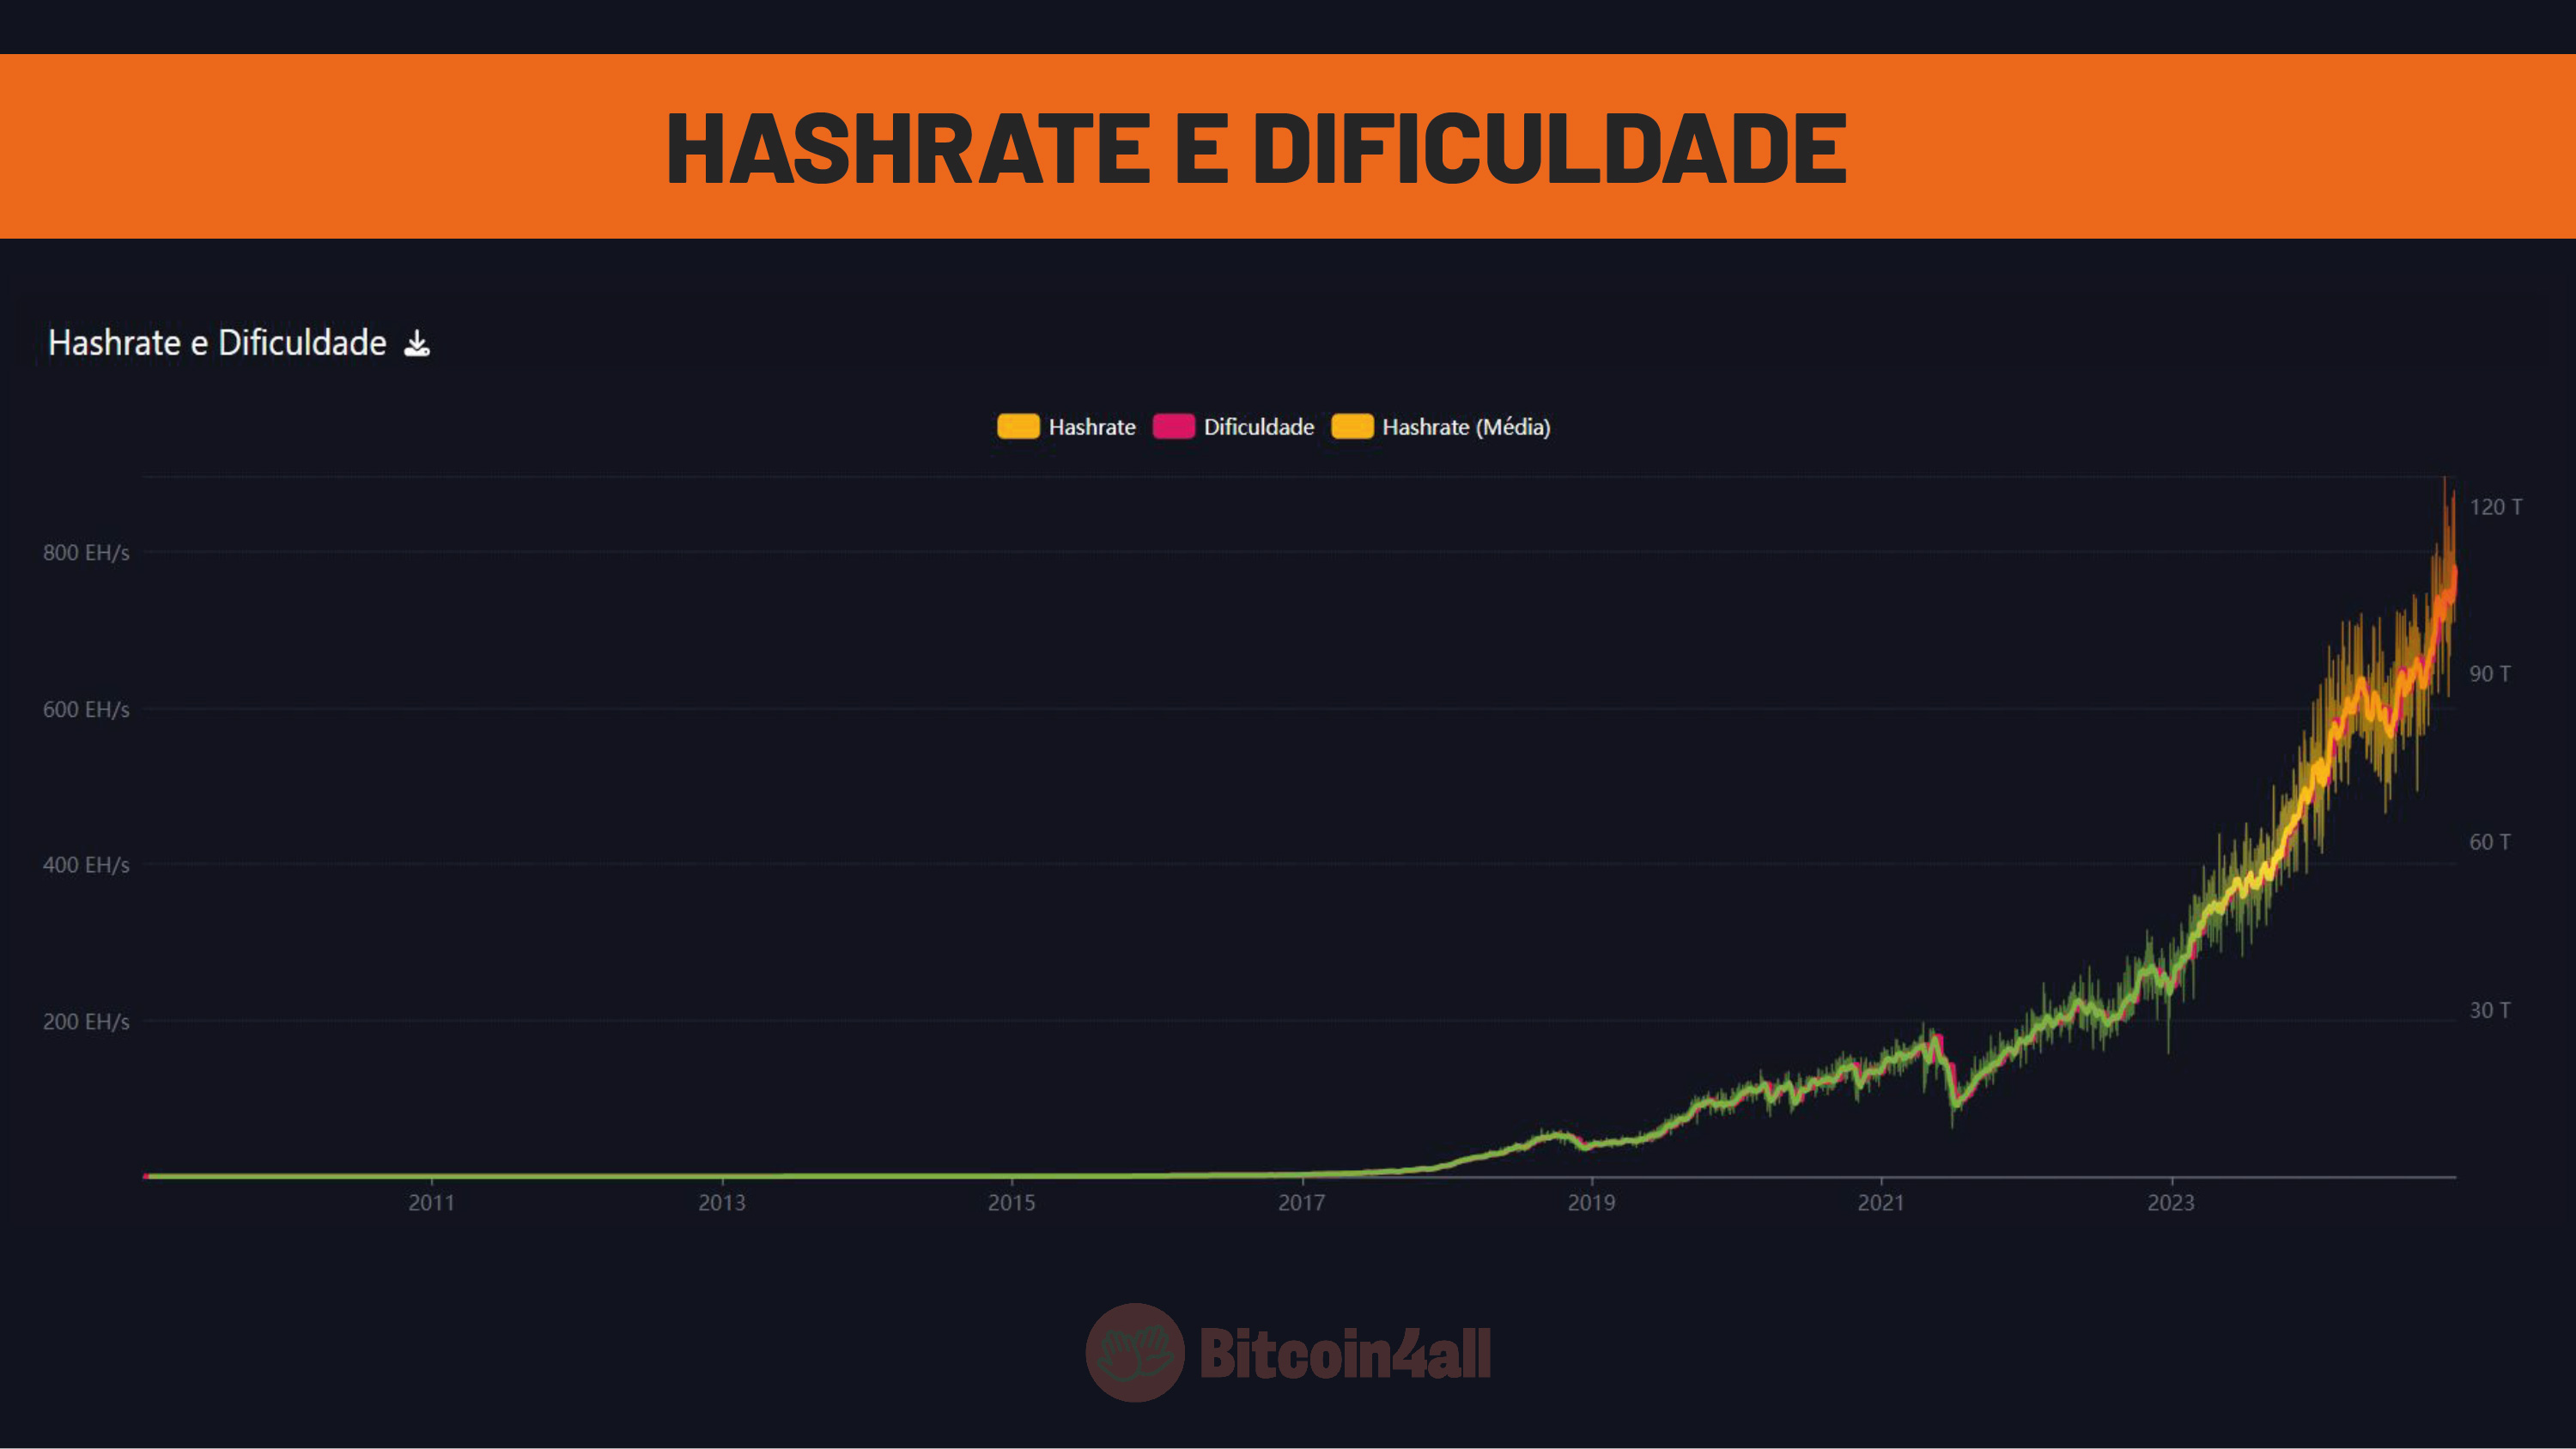 HASHRATE E DIFICULDADE
Hashrate e Dificuldade
Hashrate Dificuldade Hashrate (Média)
120 T
800 EH/s
90 T
600 EH/s
60 T
400 EH/s
30 T
200 EH/s
2011 2013 2015 2017 2019 2021 2023
Bitcoin4all